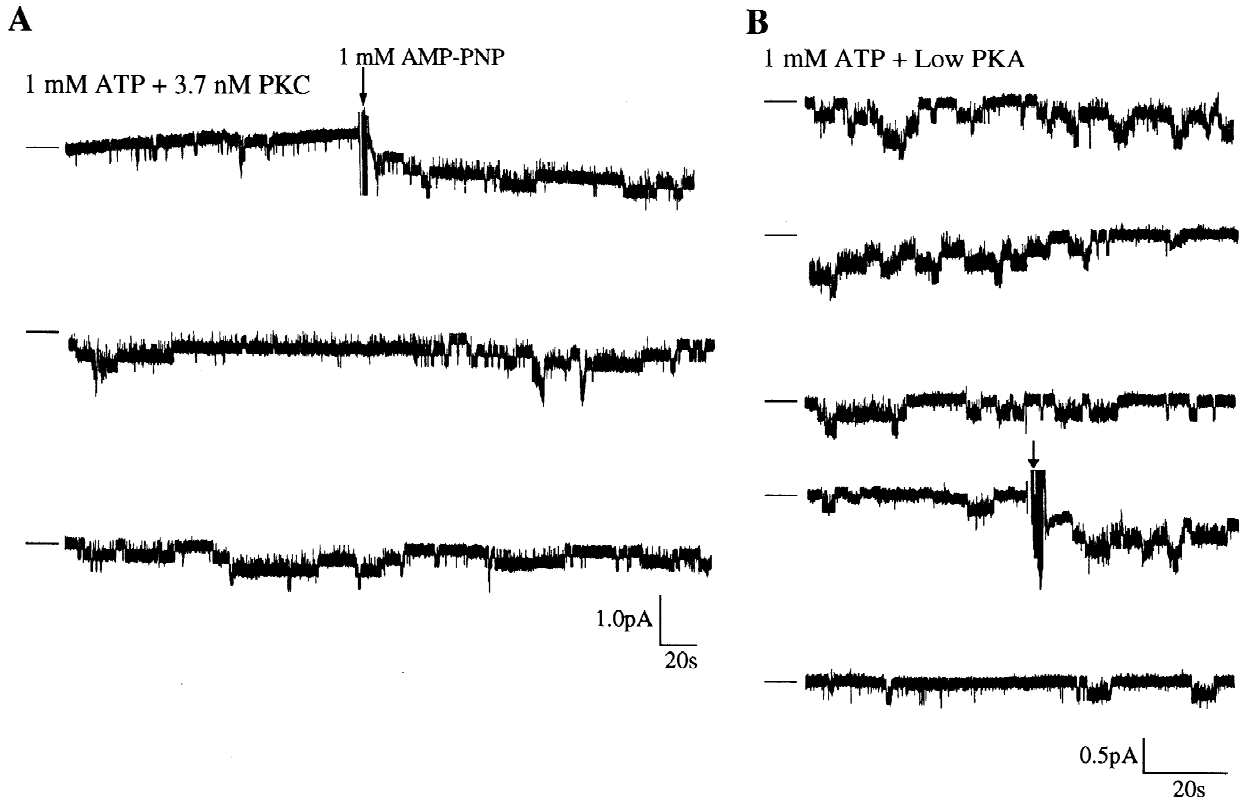 A
1 mM AMP-PNP
1 mM ATP + 3.7 nM PKC
1.0pA
20s
B
1 mM ATP + Low PKA
0.5pA
20s